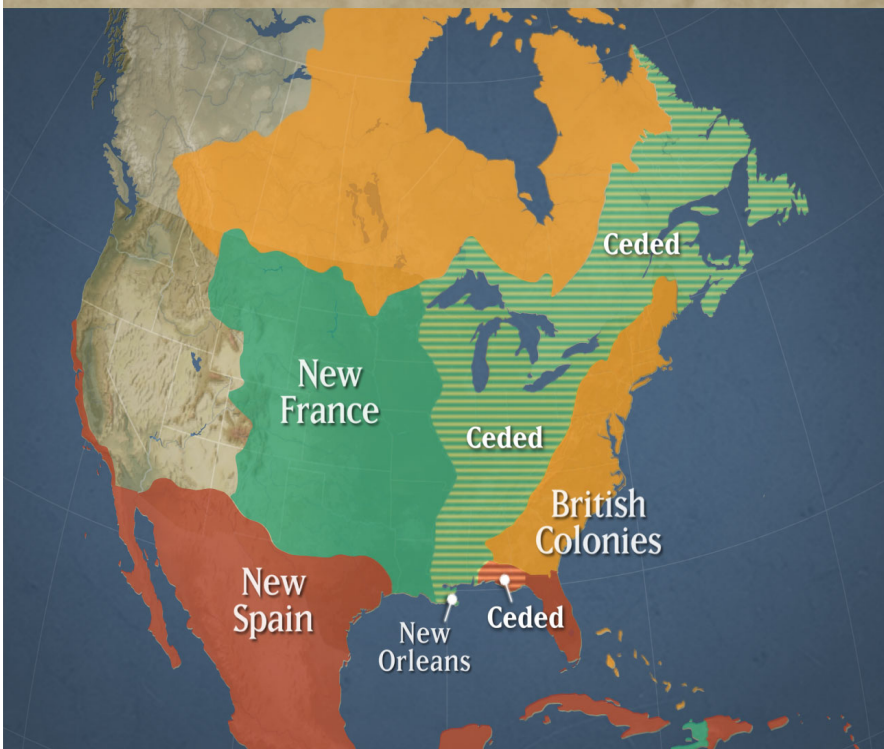 Ceded
New
France
Ceded
British
Colonies
New
Spain
Ceded
New
Orleans